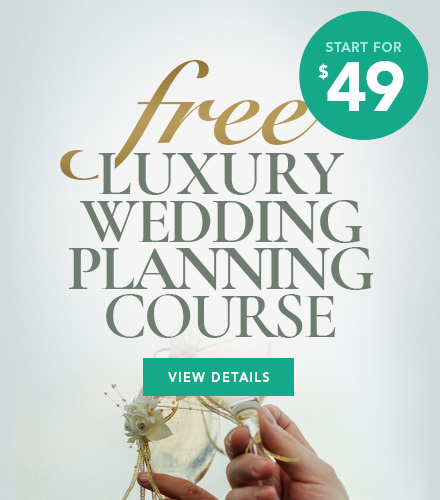 START FOR
$49
free
LUXURY
WEDDING
PLANNING
COURSE
VIEW DETAILS